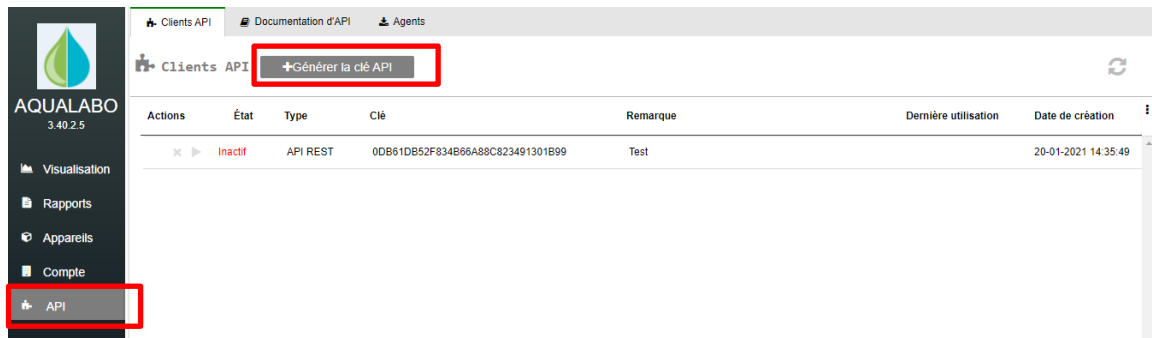 Clients API
Documentation d'API
Agents
Clients API
+Générer la clé API
AQUALABO
3.40.2.5
Actions État Type Clé Remarque Dernière utilisation Date de création
Inactif API REST 0DB61DB52F834B66A88C823491301B99 Test 20-01-2021 14:35:49
Visualisation
Rapports
Appareils
Compte
API